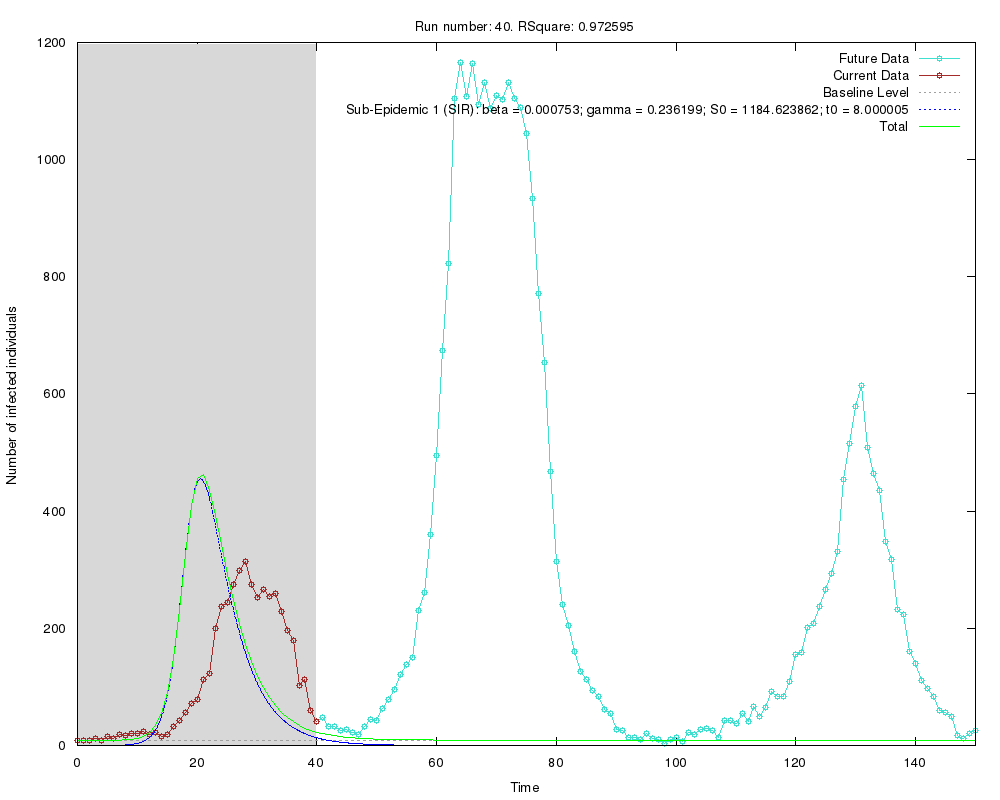 Run number: 40. RSquare: 0.972595
1200
Future Data
Current Data
Baseline Level
Sub-Epidemic 1 (SIR): beta = 0.000753; gamma = 0.236199; S0 = 1184.623862; t0 = 8.000005
Total
1000
800
600
400
200
0
Number of infected individuals
0 20 40 60 80 100 120 140
Time